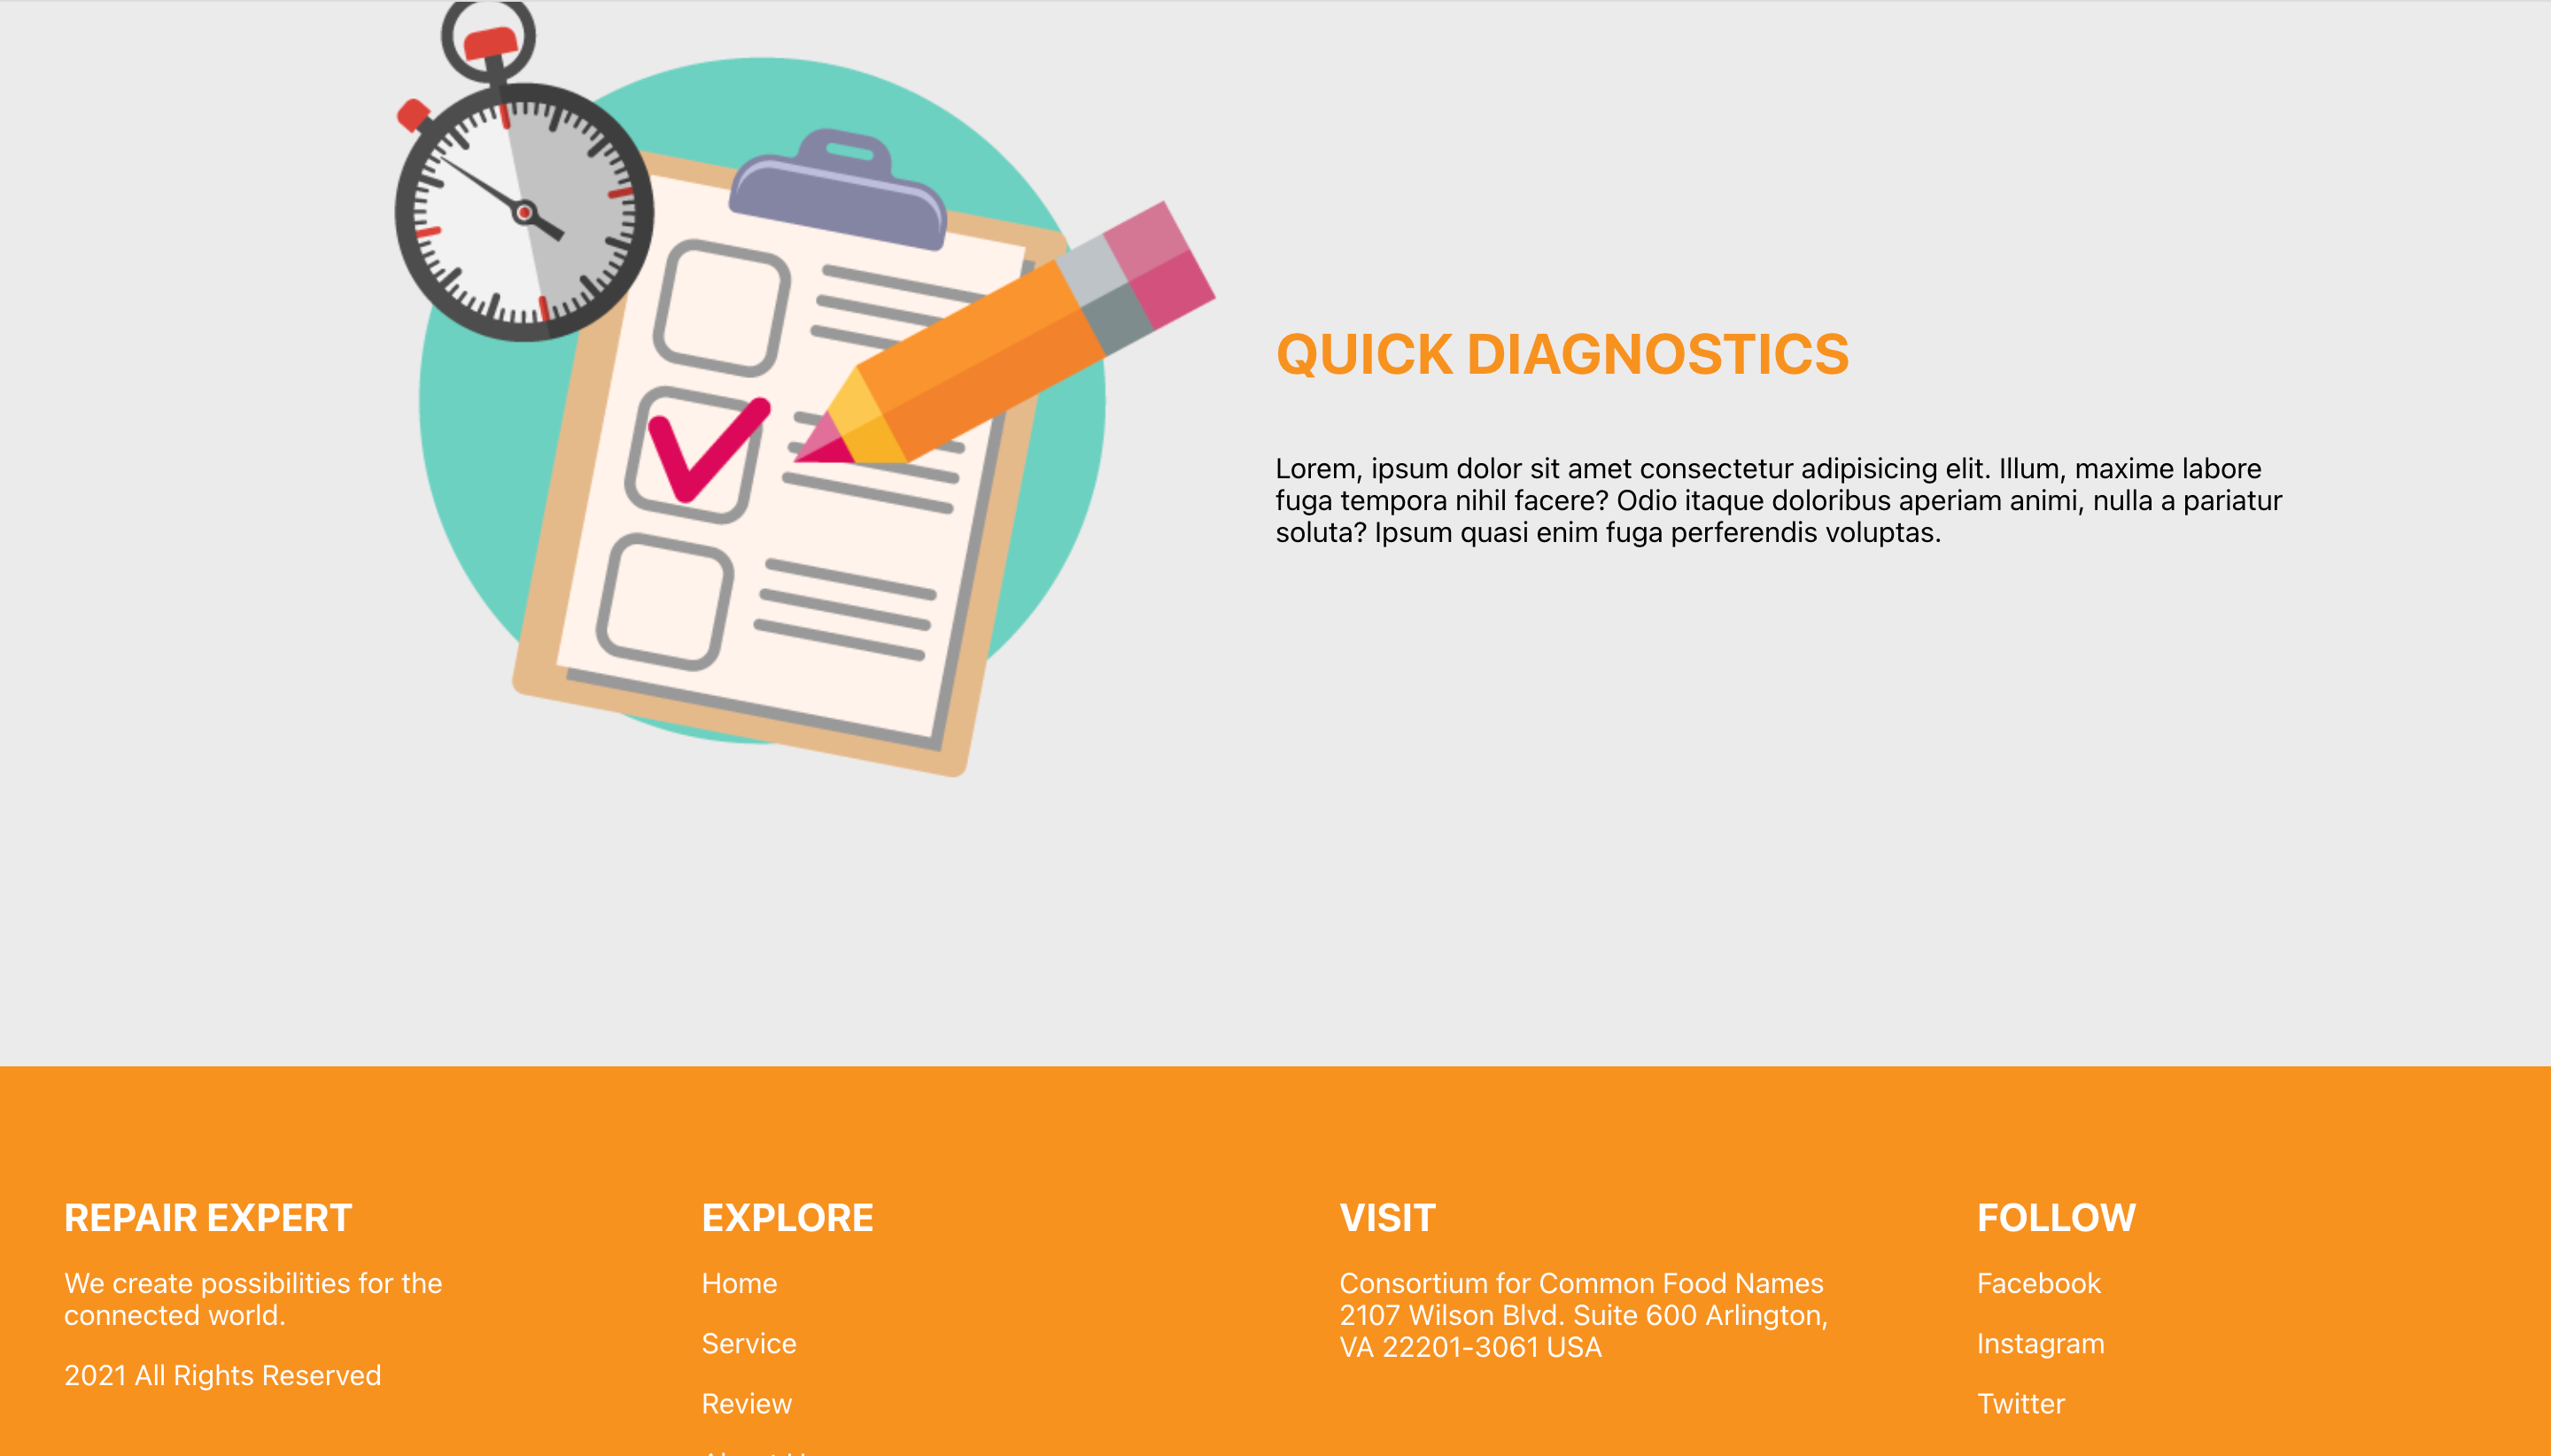 QUICK DIAGNOSTICS
Lorem, ipsum dolor sit amet consectetur adipisicing elit. Illum, maxime labore
fuga tempora nihil facere? Odio itaque doloribus aperiam animi, nulla a pariatur
soluta? Ipsum quasi enim fuga perferendis voluptas.
REPAIR EXPERT
We create possibilities for the
connected world.
2021 All Rights Reserved
EXPLORE
Home
Service
Review
VISIT
Consortium for Common Food Names
2107 Wilson Blvd. Suite 600 Arlington,
VA 22201-3061 USA
FOLLOW
Facebook
Instagram
Twitter